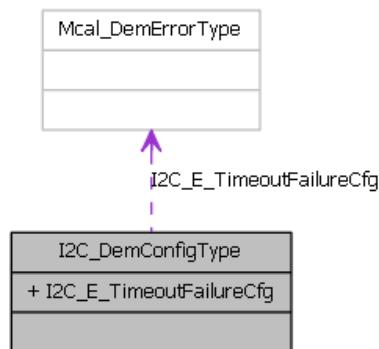 Mcal_DemErrorType
I2C_E_TimeoutFailureCfg
I2C_DemConfigType
+ I2C_E_TimeoutFailureCfg